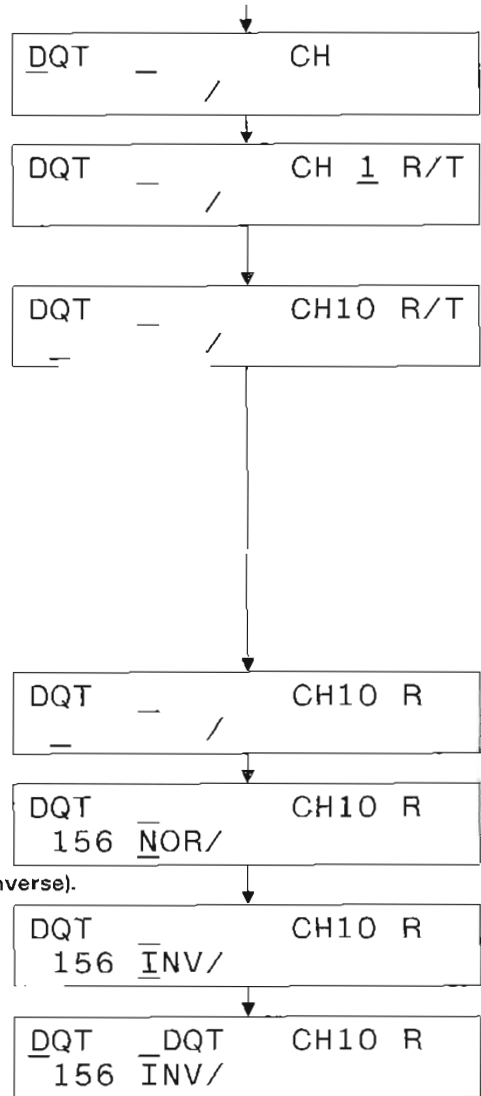 DQT _ CH
/
DQT _ CH 1 R/T
/
DQT _ CH10 R/T
_ /
DQT _ CH10 R
_ /
DQT _ CH10 R
156 NOR/
nverse).
DQT _ CH10 R
156 INV/
DQT _DQT CH10 R
156 INV/